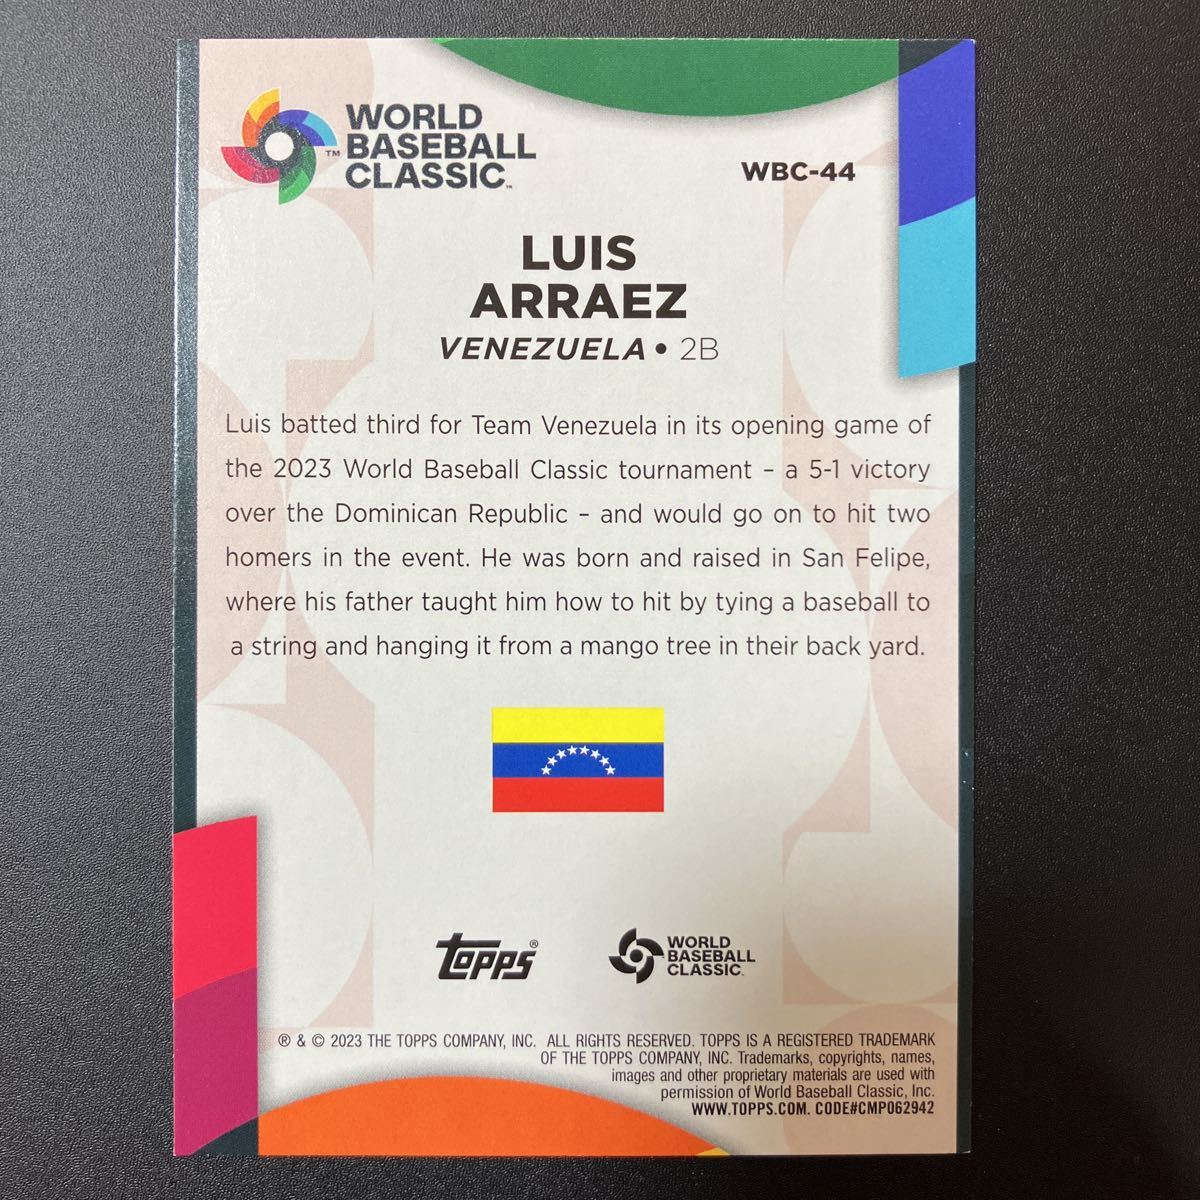 WORLD
BASEBALL
CLASSIC™
™
WBC-44
LUIS
ARRAEZ
VENEZUELA • 2B
Luis batted third for Team Venezuela in its opening game of
the 2023 World Baseball Classic tournament – a 5-1 victory
over the Dominican Republic – and would go on to hit two
homers in the event. He was born and raised in San Felipe,
where his father taught him how to hit by tying a baseball to
a string and hanging it from a mango tree in their back yard.
topps®
WORLD
BASEBALL
CLASSIC
® & © 2023 THE TOPPS COMPANY, INC. ALL RIGHTS RESERVED. TOPPS IS A REGISTERED TRADEMARK
OF THE TOPPS COMPANY, INC. Trademarks, copyrights, names,
images and other proprietary materials are used with
permission of World Baseball Classic, Inc.
WWW.TOPPS.COM. CODE#CMP062942